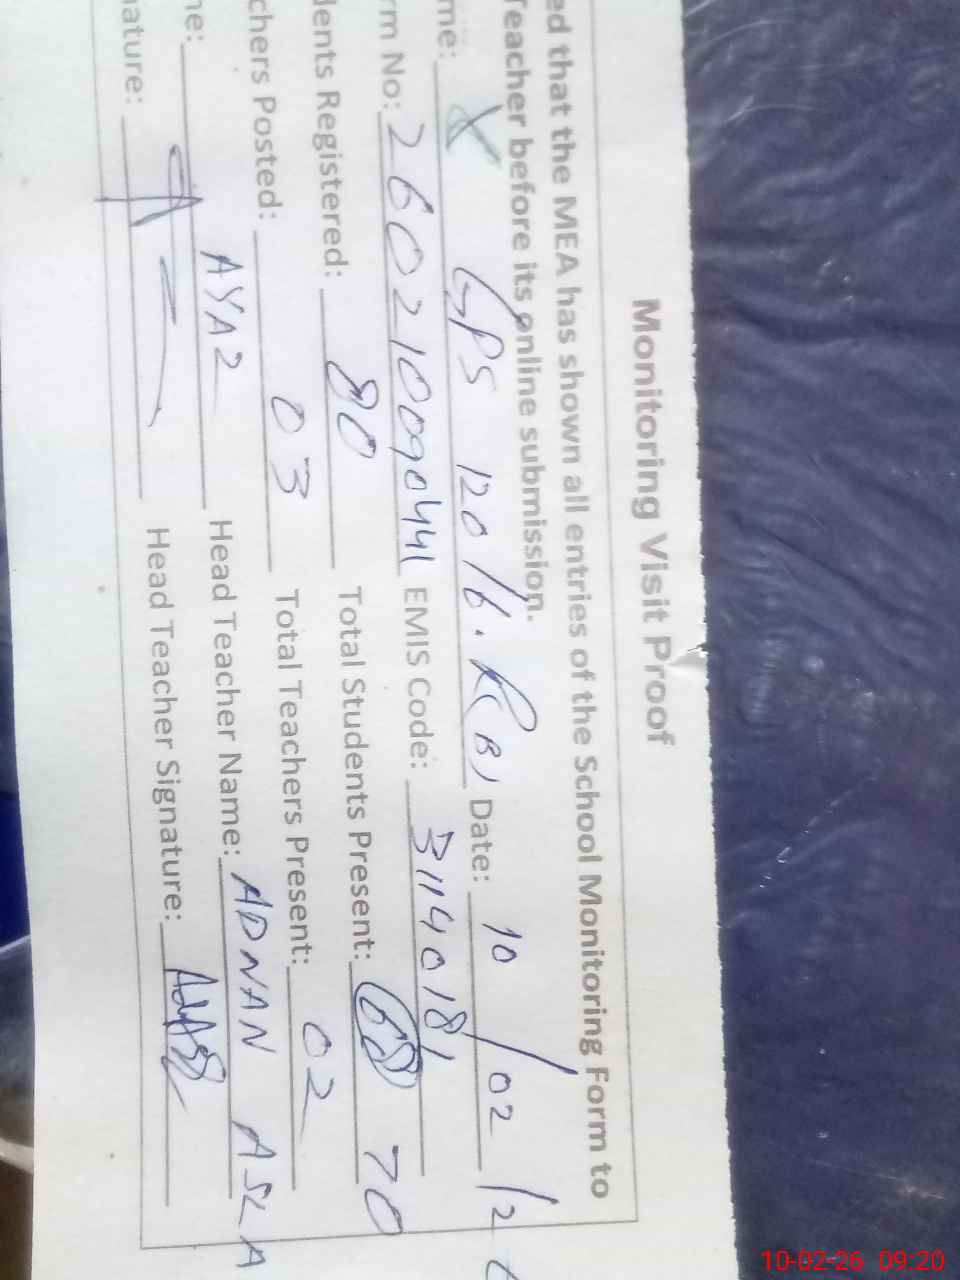 Monitoring Visit Proof
ed that the MEA has shown all entries of the School Monitoring Form to
Teacher before its online submission.
me: GPS 120 /6.R(B) Date: 10/02/2
rm No: 260210090441 EMIS Code: 31140181
dents Registered: 80 Total Students Present: 70
chers Posted: 03 Total Teachers Present: 02
ne: AYAZ Head Teacher Name: ADNAN ASLA
nature: Head Teacher Signature:
10-02-26 09:20